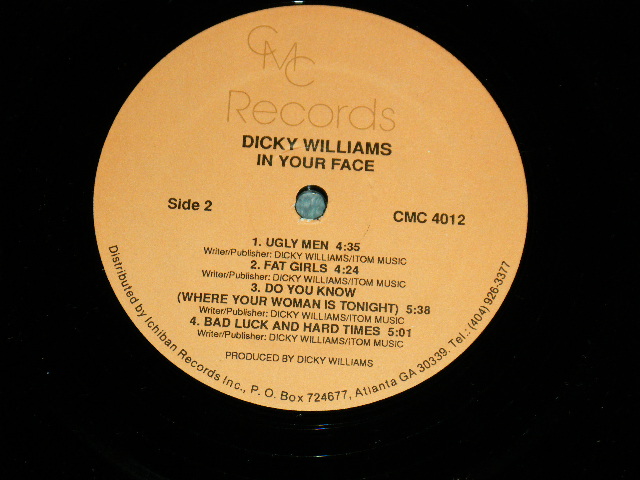 CMC
Records
DICKY WILLIAMS
IN YOUR FACE
Side 2
CMC 4012
1. UGLY MEN 4:35
Writer/Publisher: DICKY WILLIAMS/ITOM MUSIC
2. FAT GIRLS 4:24
Writer/Publisher: DICKY WILLIAMS/ITOM MUSIC
3. DO YOU KNOW
(WHERE YOUR WOMAN IS TONIGHT) 5:38
Writer/Publisher: DICKY WILLIAMS/ITOM MUSIC
4. BAD LUCK AND HARD TIMES 5:01
Writer/Publisher: DICKY WILLIAMS/ITOM MUSIC
PRODUCED BY DICKY WILLIAMS
Distributed by Ichiban Records Inc., P. O. Box 724677, Atlanta GA 30339. Tel.: (404) 926-3377